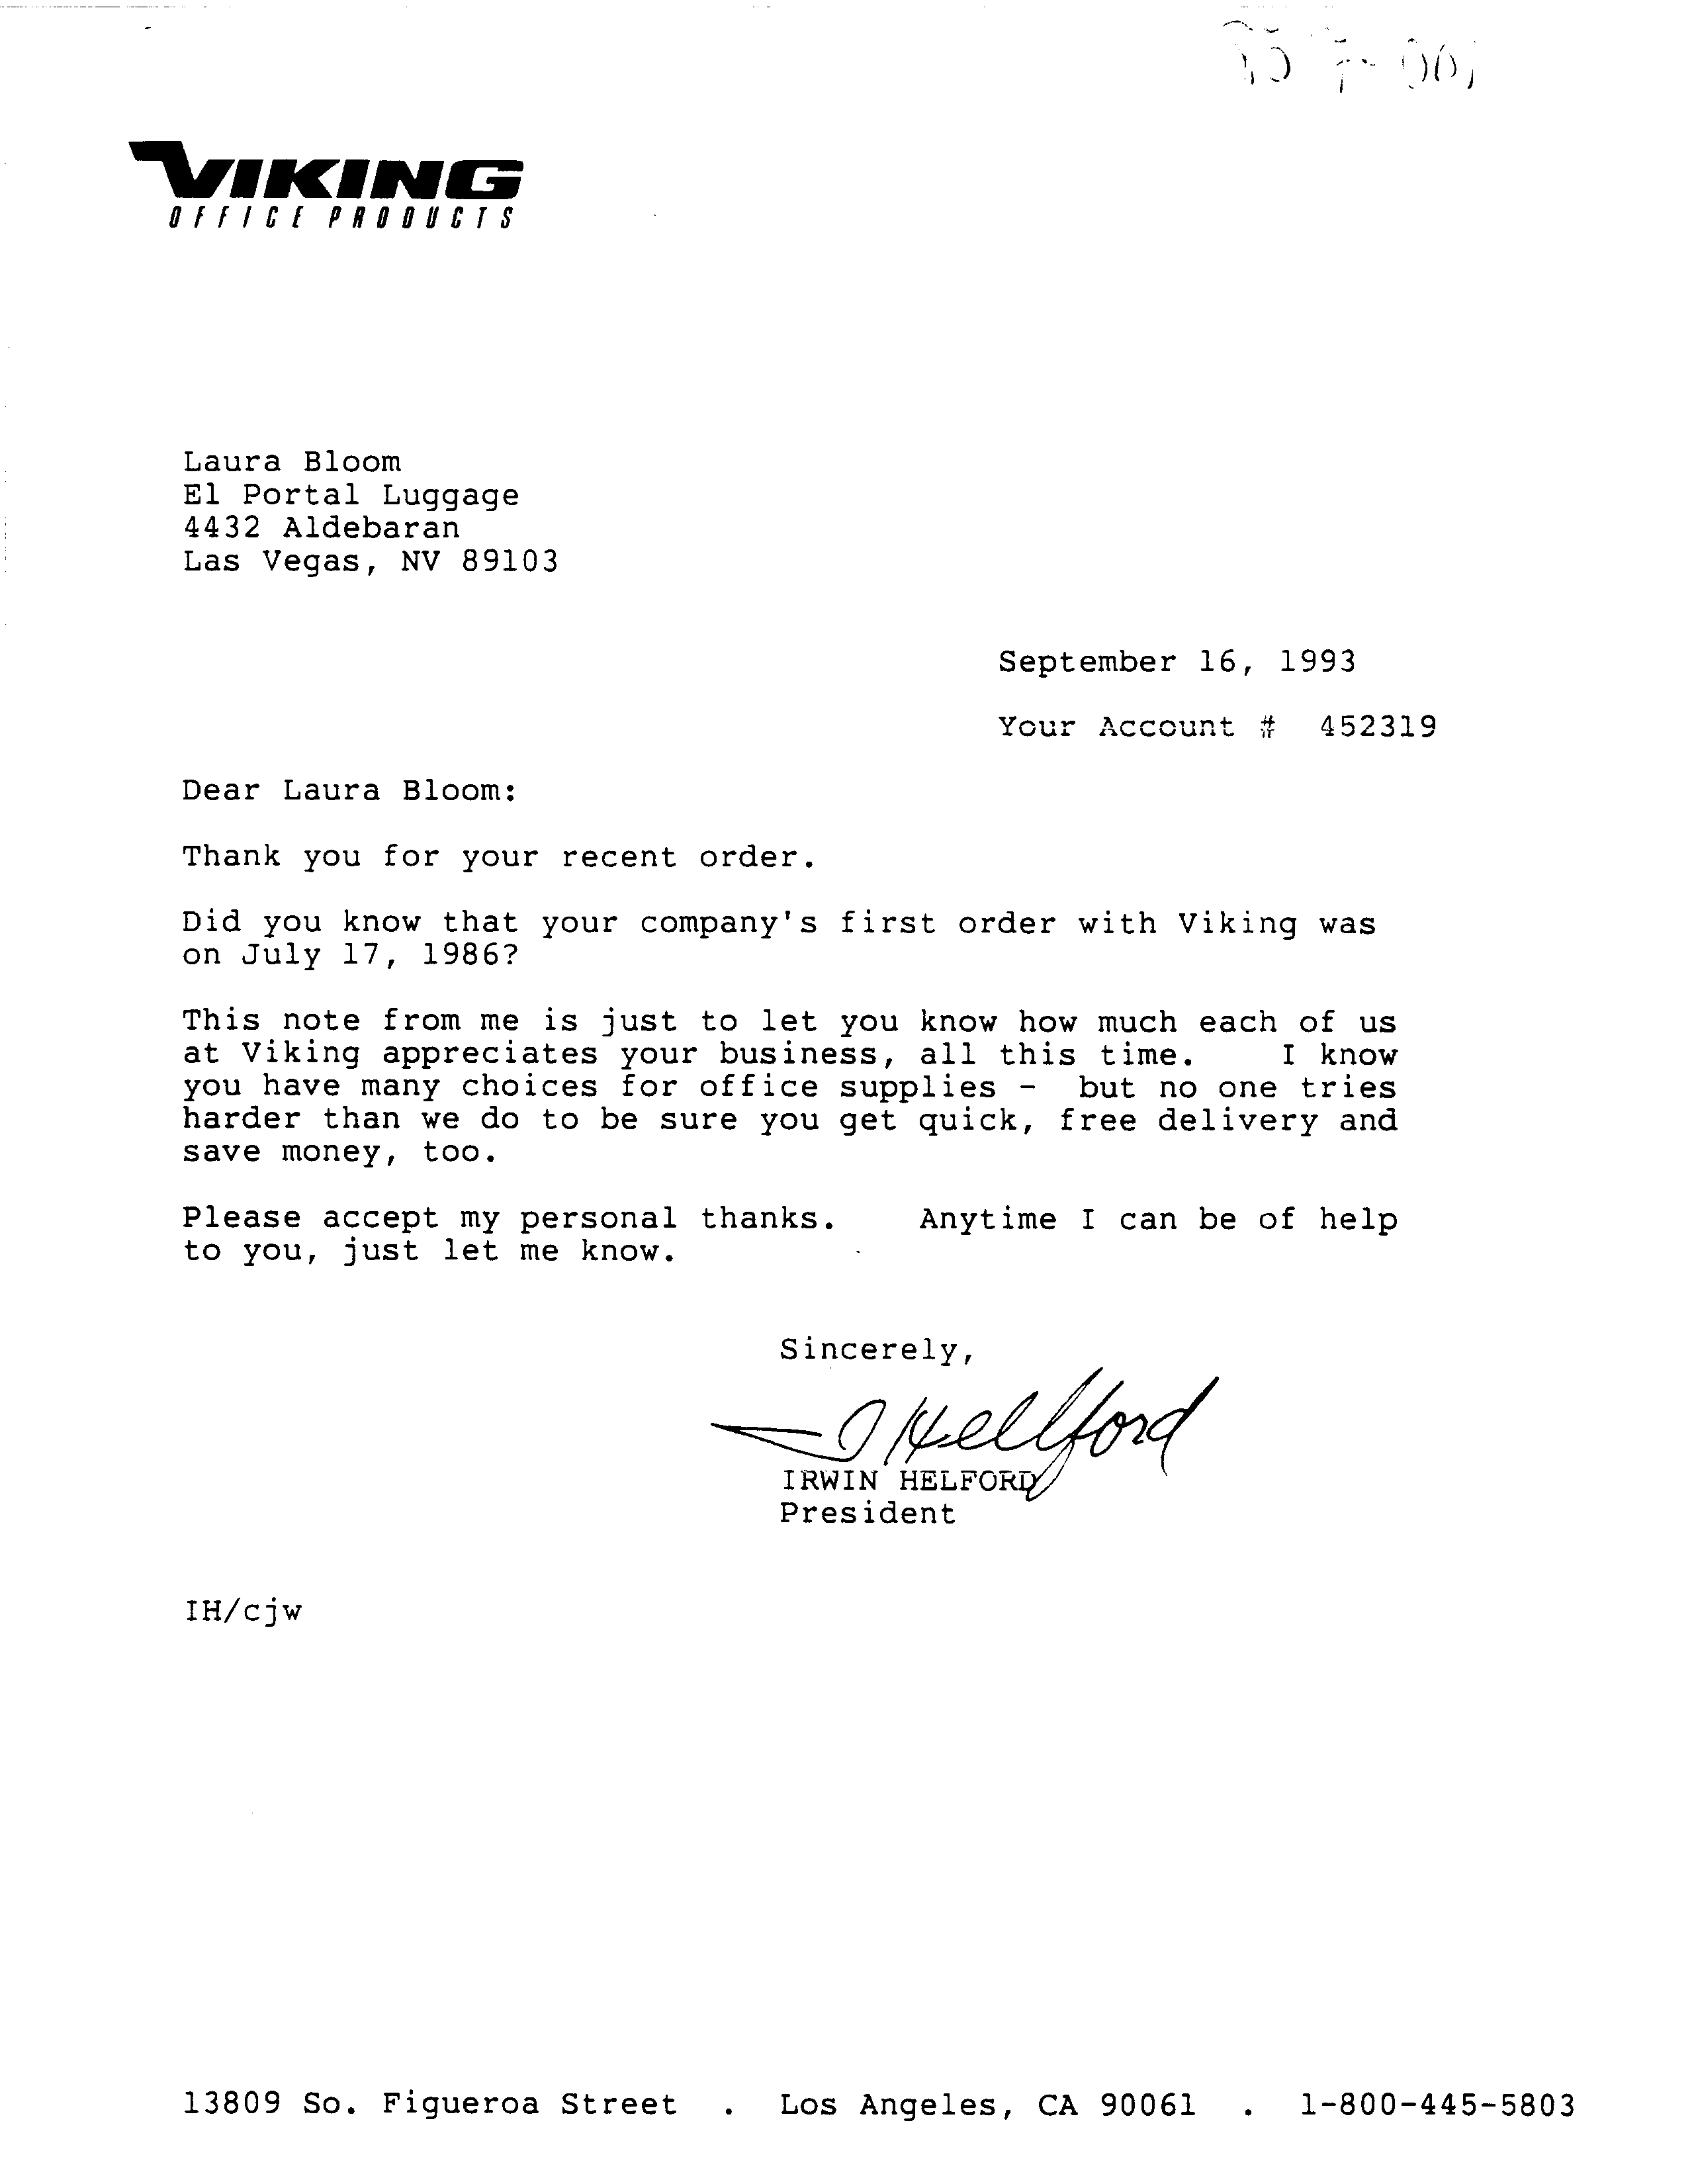 VIKING
OFFICE PRODUCTS
Laura Bloom
El Portal Luggage
4432 Aldebaran
Las Vegas, NV 89103
September 16, 1993
Your Account # 452319
Dear Laura Bloom:
Thank you for your recent order.
Did you know that your company's first order with Viking was
on July 17, 1986?
This note from me is just to let you know how much each of us
at Viking appreciates your business, all this time. I know
you have many choices for office supplies - but no one tries
harder than we do to be sure you get quick, free delivery and
save money, too.
Please accept my personal thanks. Anytime I can be of help
to you, just let me know.
Sincerely,
I Helford
IRWIN HELFORD
President
IH/cjw
13809 So. Figueroa Street . Los Angeles, CA 90061 . 1-800-445-5803